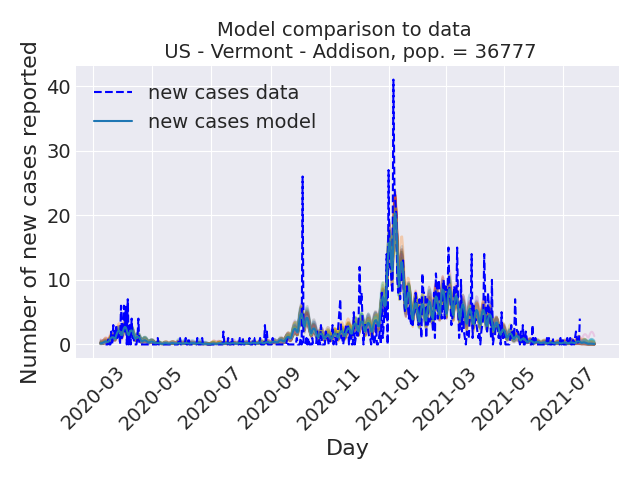 Model comparison to data
US - Vermont - Addison, pop. = 36777
Number of new cases reported
new cases data
new cases model
40
30
20
10
0
2020-03
2020-05
2020-07
2020-09
2020-11
2021-01
2021-03
2021-05
2021-07
Day